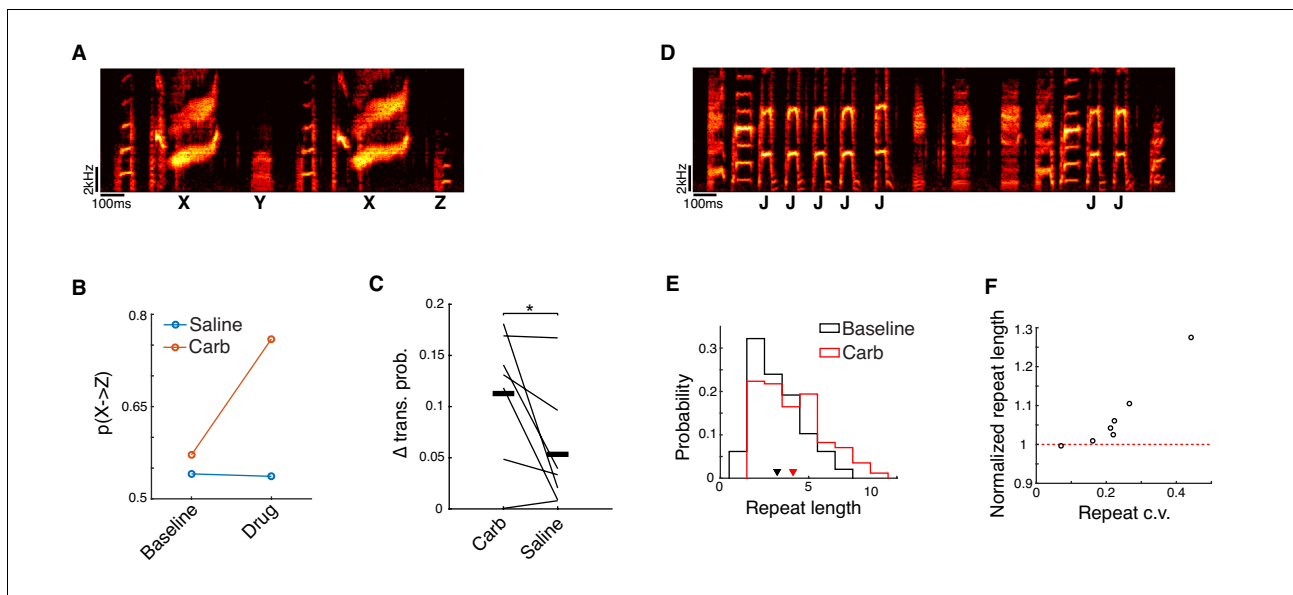 A
2kHz
100ms
X Y X Z
D
2kHz
100ms
J J J J J J J
B
0.8
0.65
0.5
p(X->Z)
Saline
Carb
Baseline
Drug
C
0.2
0.15
0.1
0.05
0
Δ trans. prob.
*
Carb
Saline
E
Baseline
Carb
0.3
0.2
0.1
0
Probability
0 5 10
Repeat length
F
1.3
1.2
1.1
1
0.9
Normalized repeat length
0 0.2 0.4
Repeat c.v.